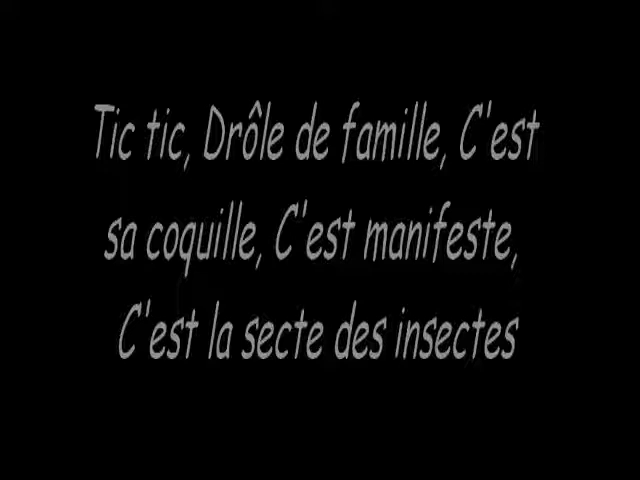 Tic tic, Drôle de famille, C'est
sa coquille, C'est manifeste,
C'est la secte des insectes